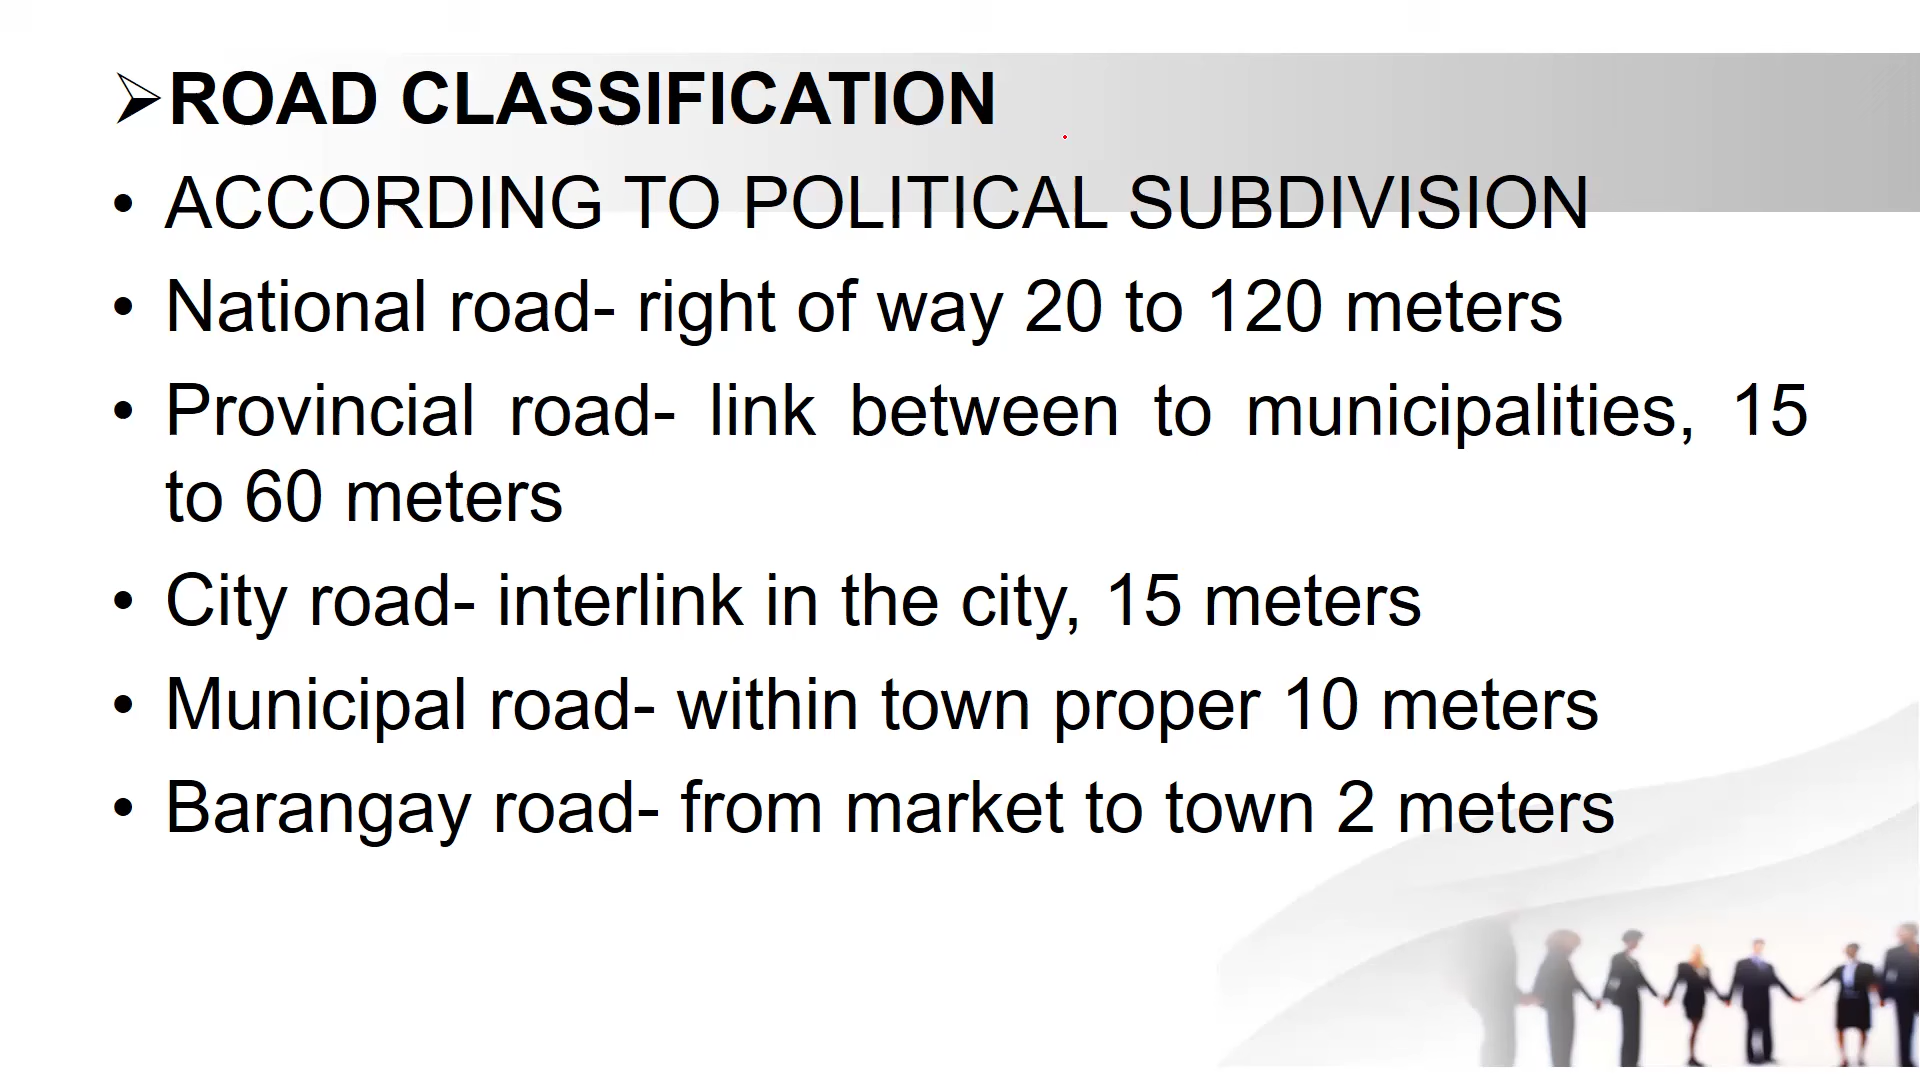 ➢ROAD CLASSIFICATION
• ACCORDING TO POLITICAL SUBDIVISION
• National road- right of way 20 to 120 meters
• Provincial road- link between to municipalities, 15
to 60 meters
• City road- interlink in the city, 15 meters
• Municipal road- within town proper 10 meters
• Barangay road- from market to town 2 meters